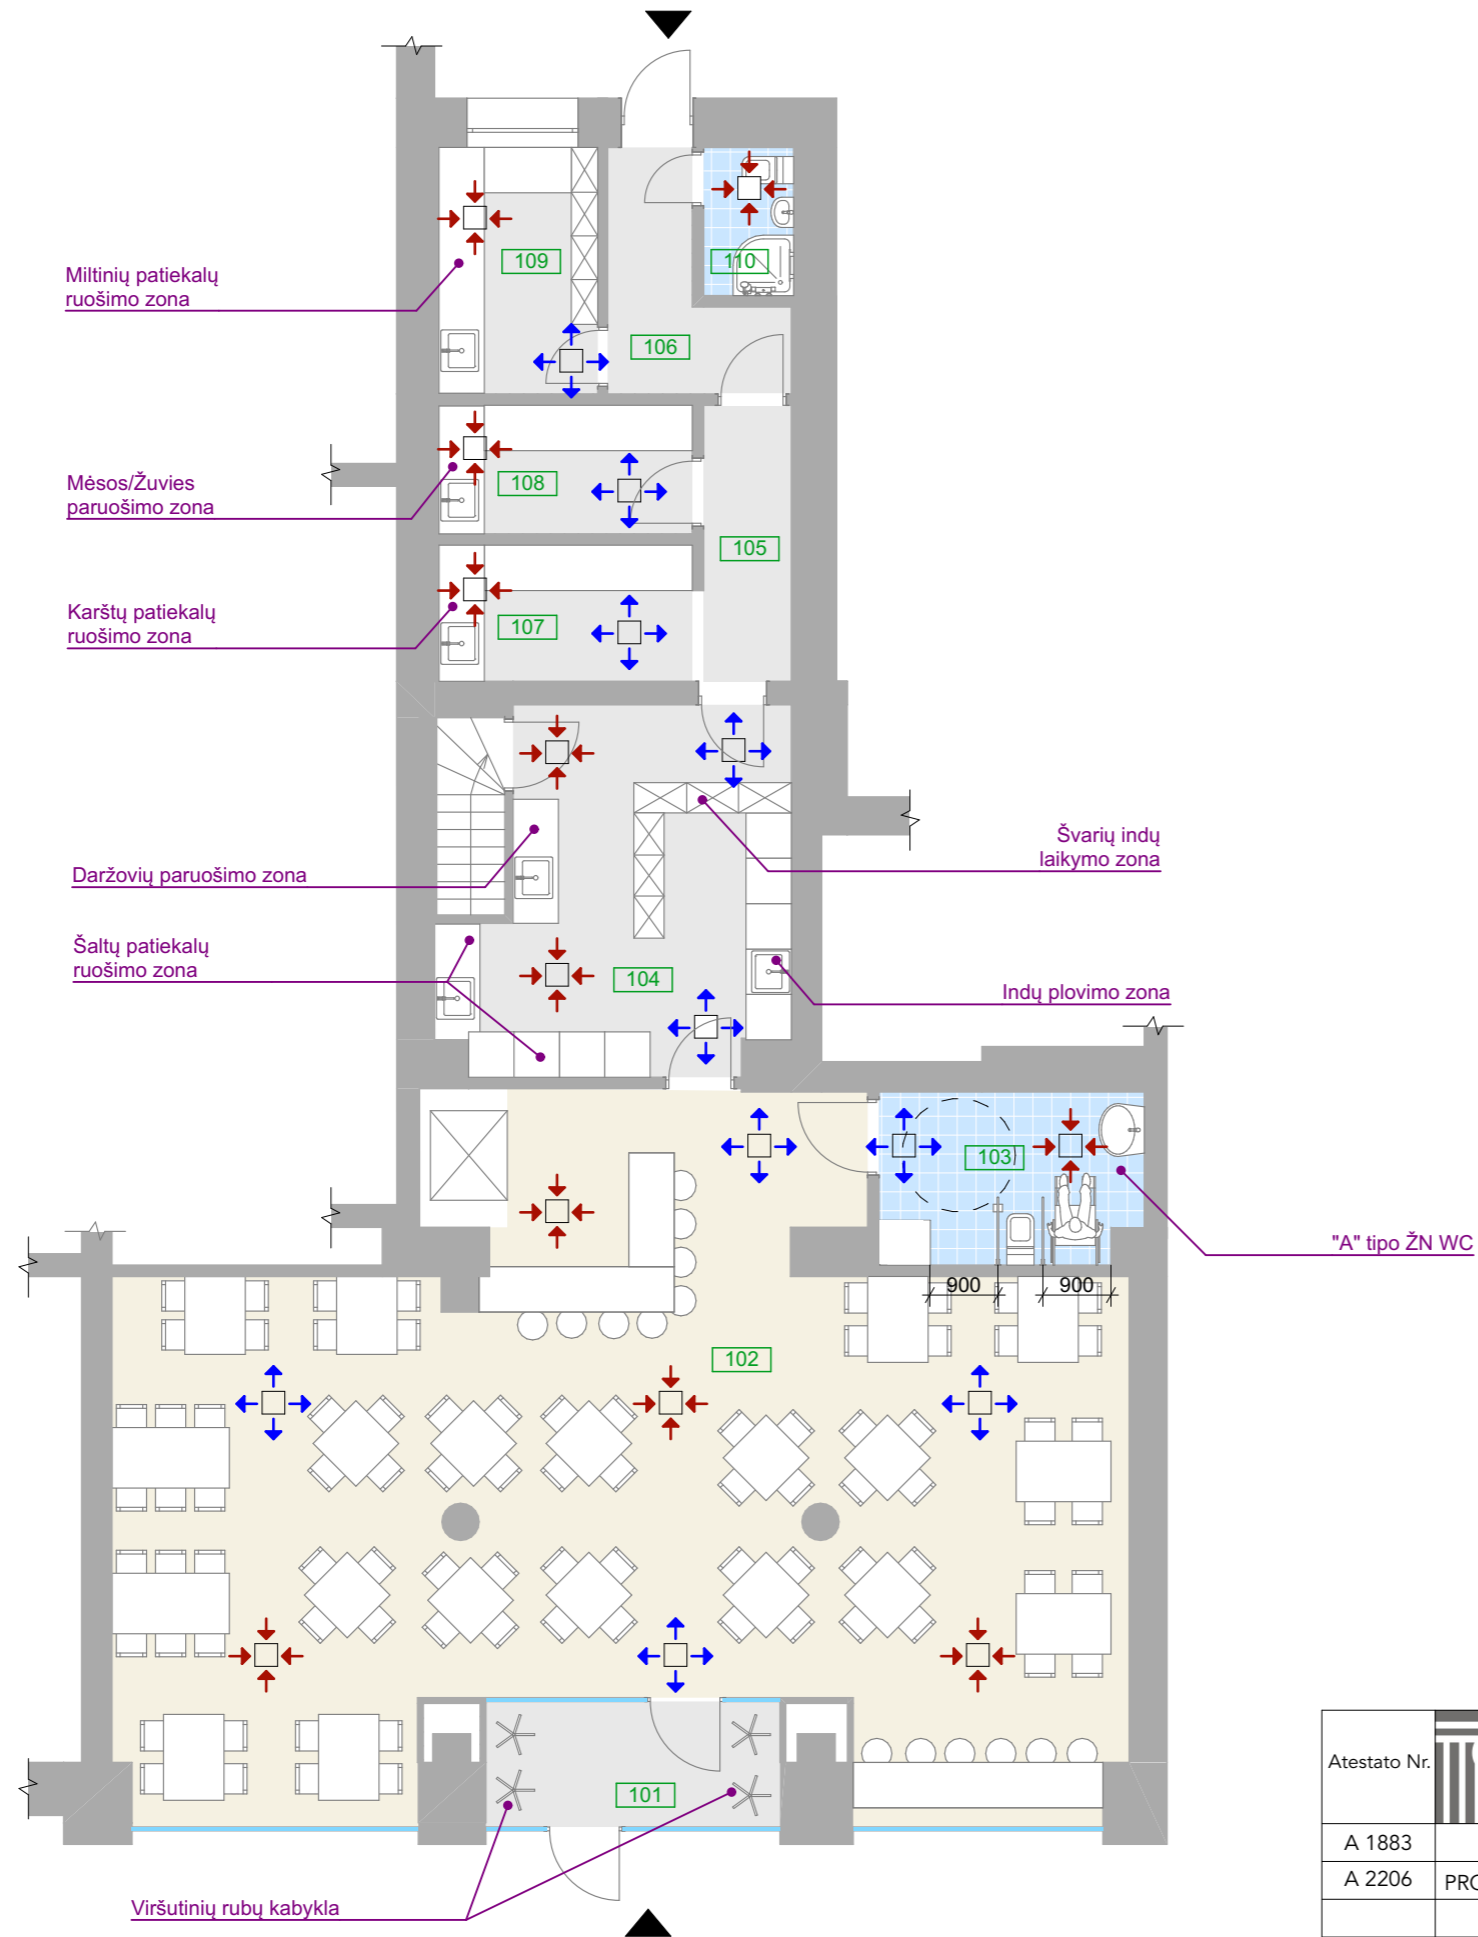 110
109
Miltinių patiekalų
ruošimo zona
106
Mėsos/Žuvies
paruošimo zona
108
105
Karštų patiekalų
ruošimo zona
107
Švarių indų
laikymo zona
Daržovių paruošimo zona
Šaltų patiekalų
ruošimo zona
104
Indų plovimo zona
103
"A" tipo ŽN WC
900
900
102
101
Viršutinių rubų kabykla
Atestato Nr.
A 1883
A 2206